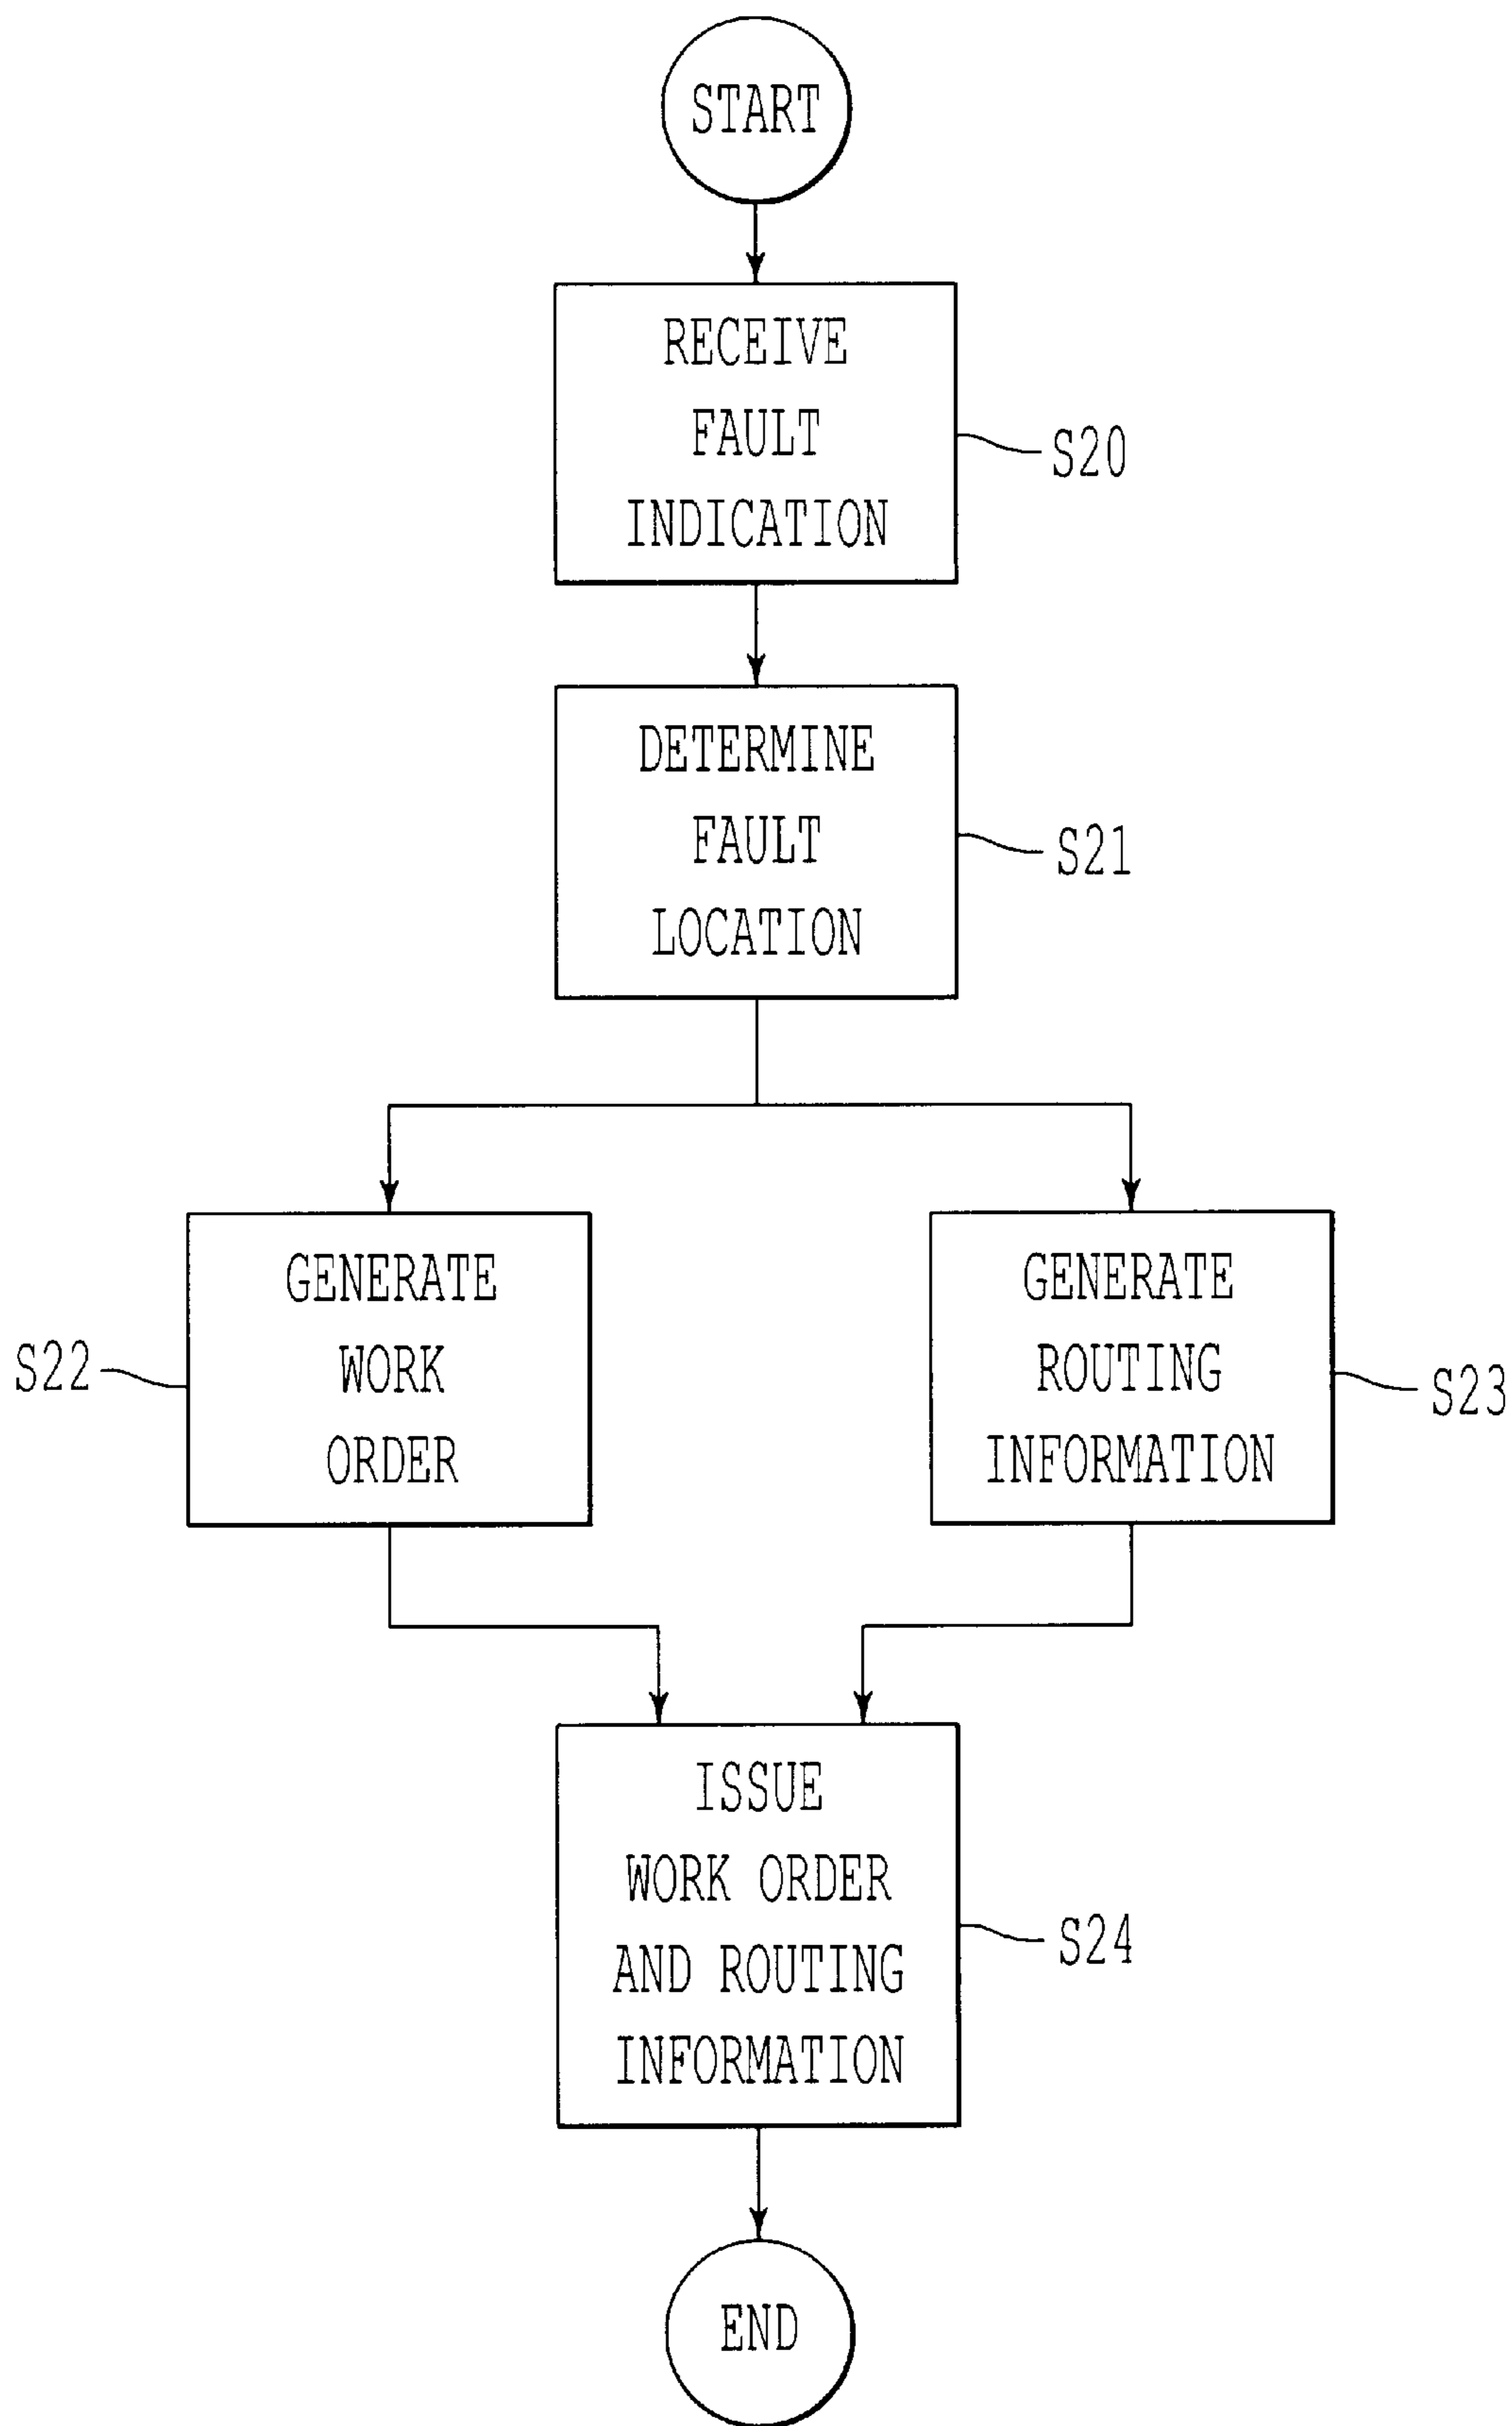 START
RECEIVE
FAULT
INDICATION
S20
DETERMINE
FAULT
LOCATION
S21
GENERATE
WORK
ORDER
S22
GENERATE
ROUTING
INFORMATION
S23
ISSUE
WORK ORDER
AND ROUTING
INFORMATION
S24
END